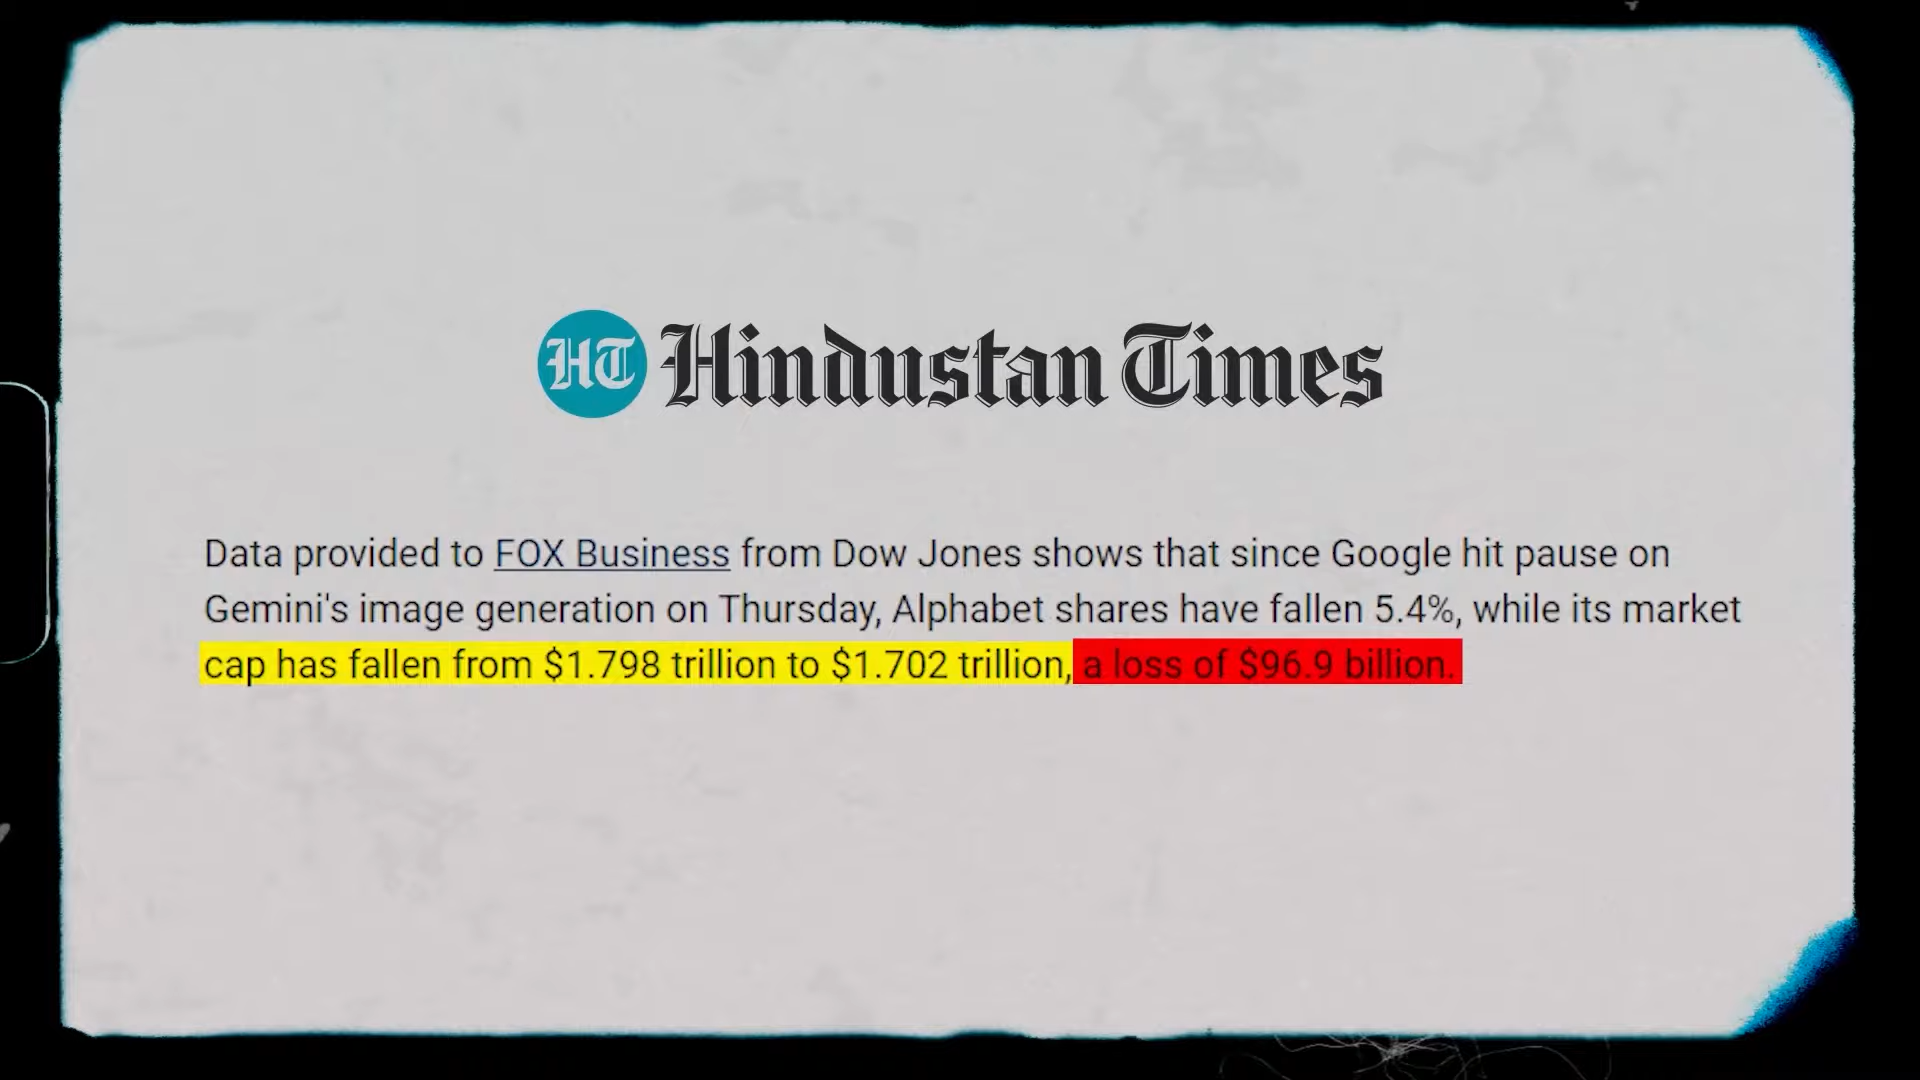 HT Hindustan Times
Data provided to FOX Business from Dow Jones shows that since Google hit pause on
Gemini's image generation on Thursday, Alphabet shares have fallen 5.4%, while its market
cap has fallen from $1.798 trillion to $1.702 trillion, a loss of $96.9 billion.